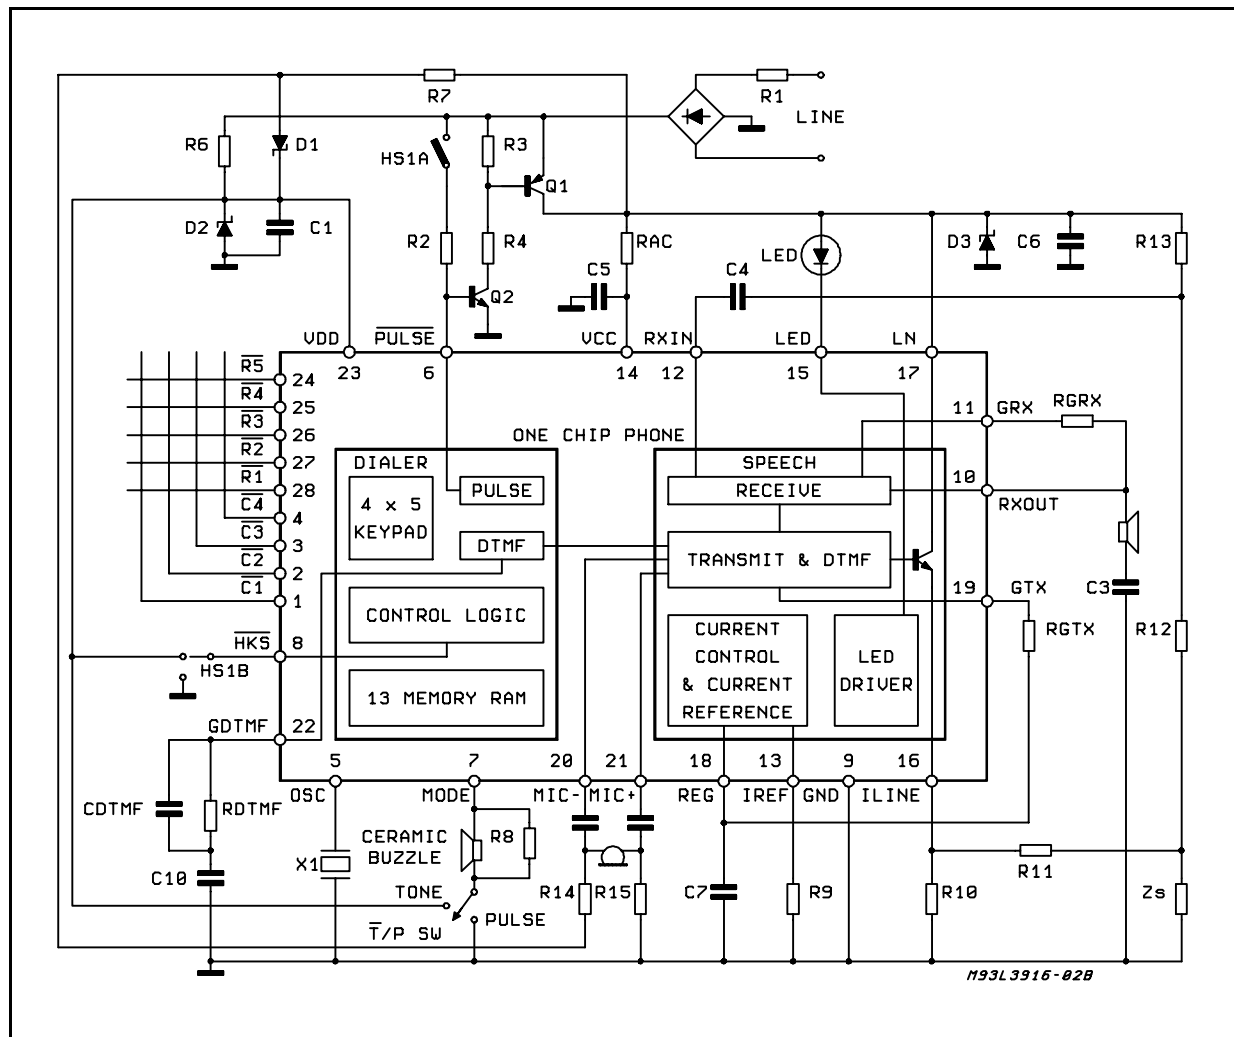 R7
R1
LINE
R6
D1
HS1A
R3
Q1
D2
C1
R2
R4
RAC
LED
D3
C6
R13
C5
C4
Q2
VDD
PULSE
VCC
RXIN
LED
LN
23
6
14
12
15
17
R5
24
R4
25
R3
26
R2
27
R1
28
C4
4
C3
3
C2
2
C1
1
HKS
8
HS1B
GDTMF
22
ONE CHIP PHONE
DIALER
4 x 5
KEYPAD
PULSE
DTMF
CONTROL LOGIC
13 MEMORY RAM
SPEECH
RECEIVE
TRANSMIT & DTMF
CURRENT
CONTROL
& CURRENT
REFERENCE
LED
DRIVER
11
GRX
RGRX
10
RXOUT
19
GTX
C3
RGTX
R12
5
7
20
21
18
13
9
16
OSC
MODE
MIC-
MIC+
REG
IREF
GND
ILINE
CDTMF
RDTMF
C10
X1
CERAMIC
BUZZLE
R8
TONE
PULSE
T/P SW
R14
R15
C7
R9
R10
R11
Zs
M93L3916-02B